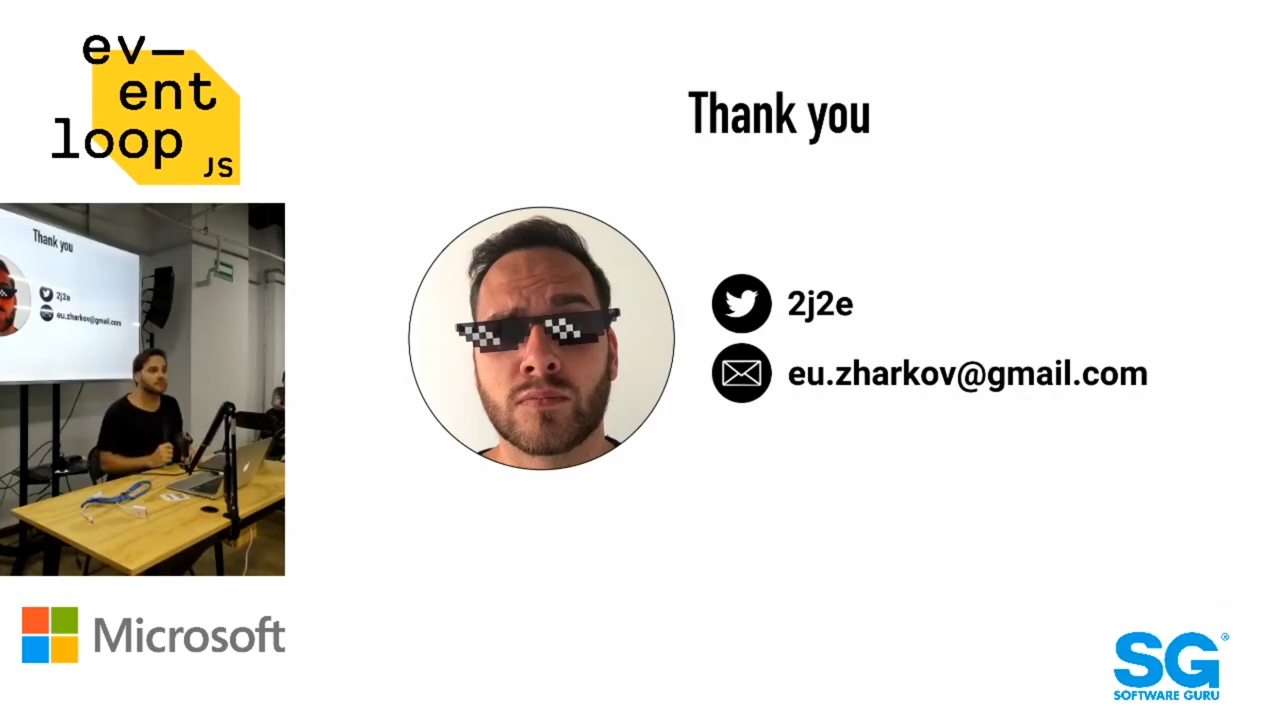 ev—
ent
loop
JS
Thank you
2j2e
eu.zharkov@gmail.com
Thank you
2j2e
eu.zharkov@gmail.com
Microsoft
SG®
SOFTWARE GURU